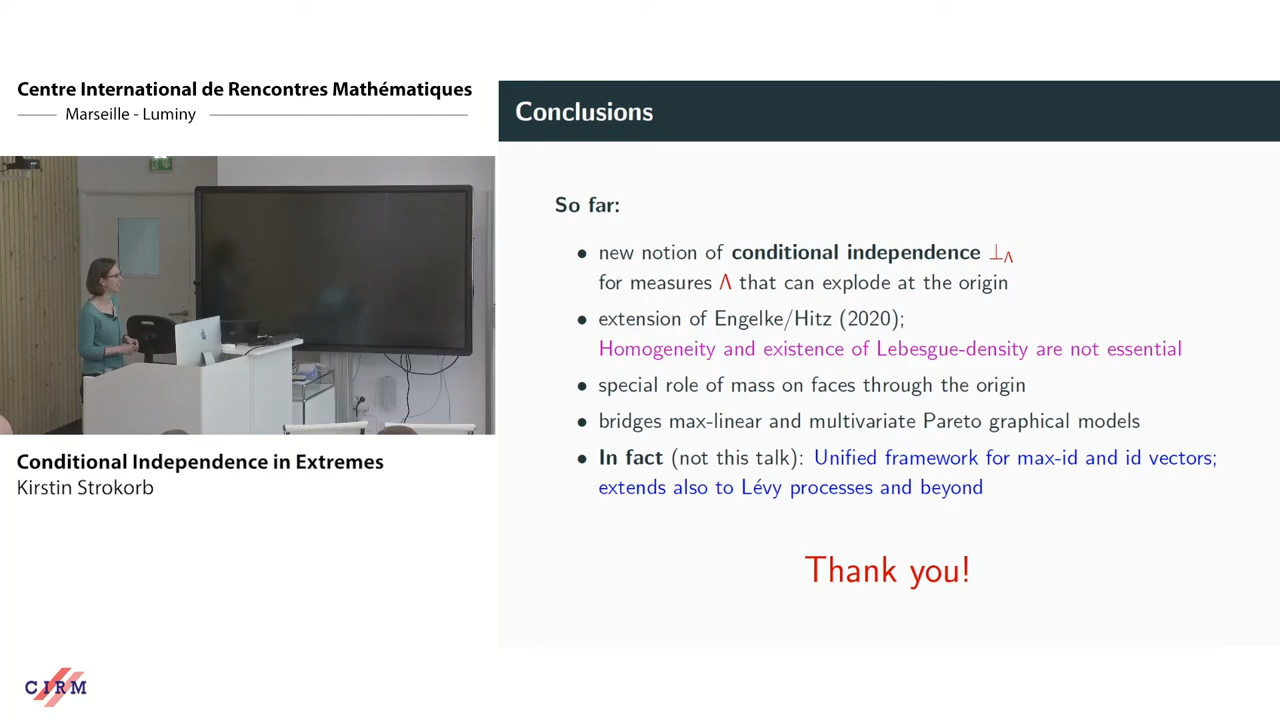 Centre International de Rencontres Mathématiques
Marseille - Luminy
Conditional Independence in Extremes
Kirstin Strokorb
CIRM
Conclusions
So far:
• new notion of conditional independence ⊥_Λ
for measures Λ that can explode at the origin
• extension of Engelke/Hitz (2020);
Homogeneity and existence of Lebesgue-density are not essential
• special role of mass on faces through the origin
• bridges max-linear and multivariate Pareto graphical models
• In fact (not this talk): Unified framework for max-id and id vectors;
extends also to Lévy processes and beyond
Thank you!